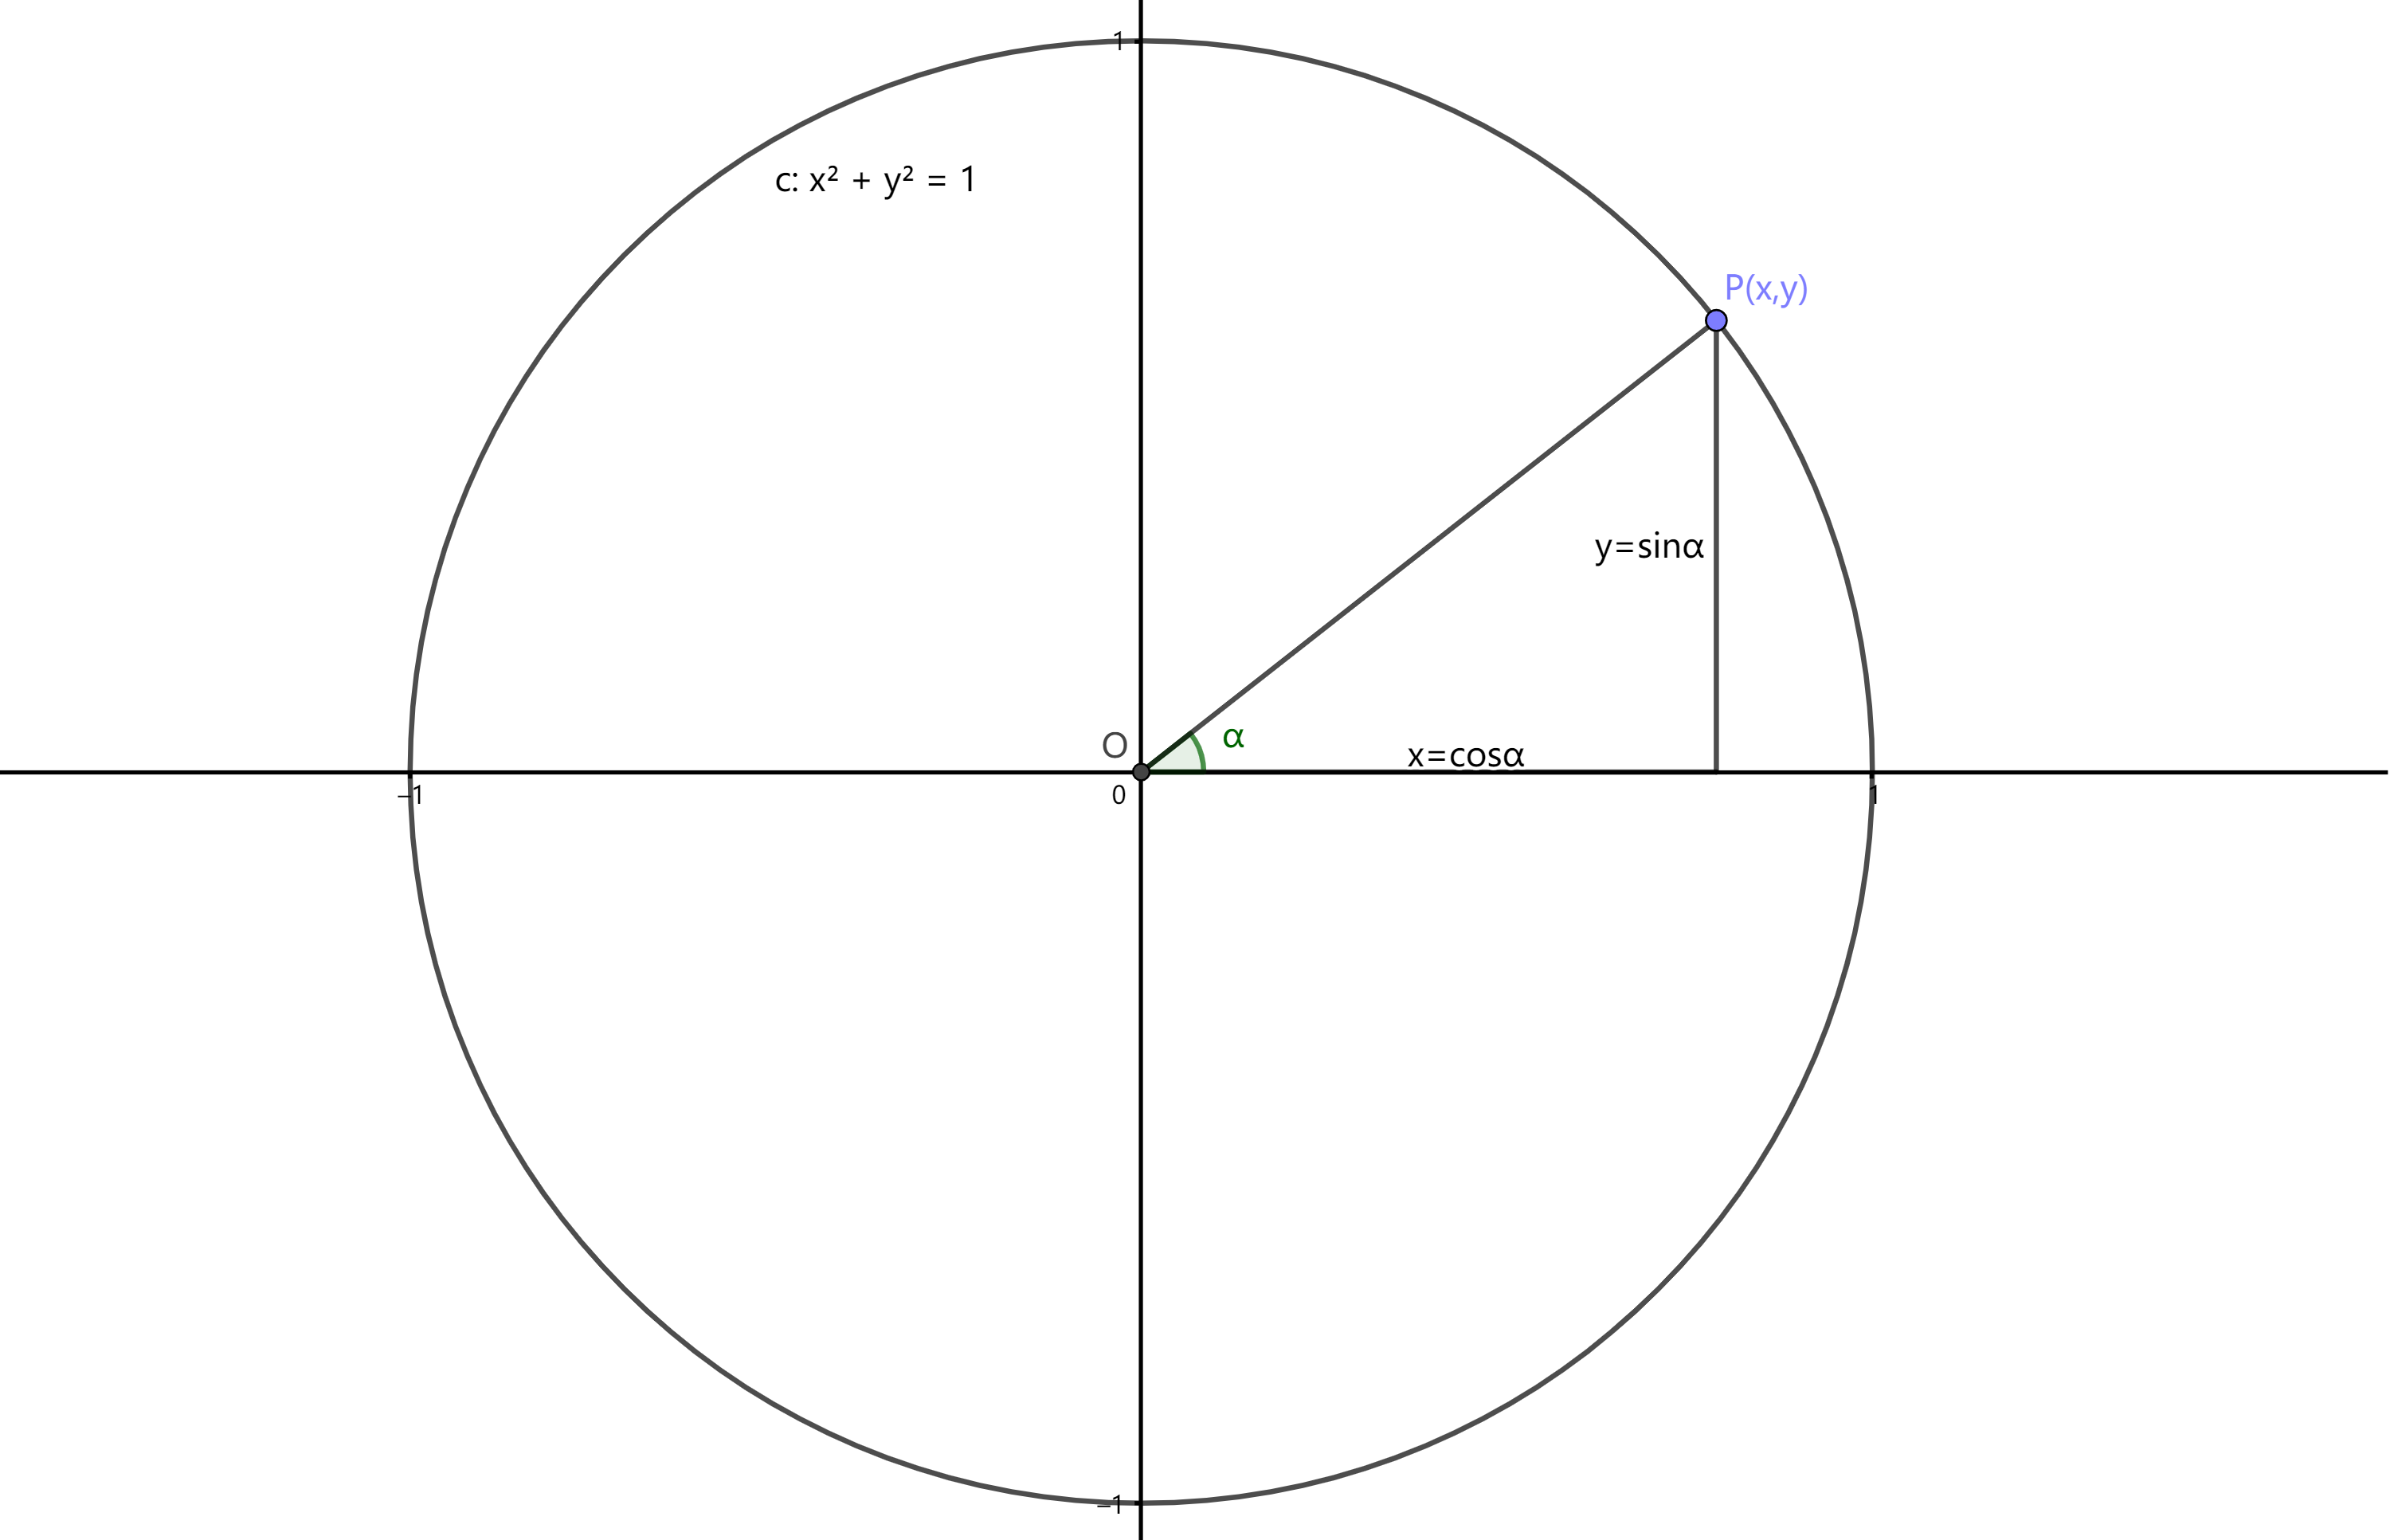 1
c: x² + y² = 1
P(x,y)
y=sinα
O
α
x=cosα
−1
0
1
−1